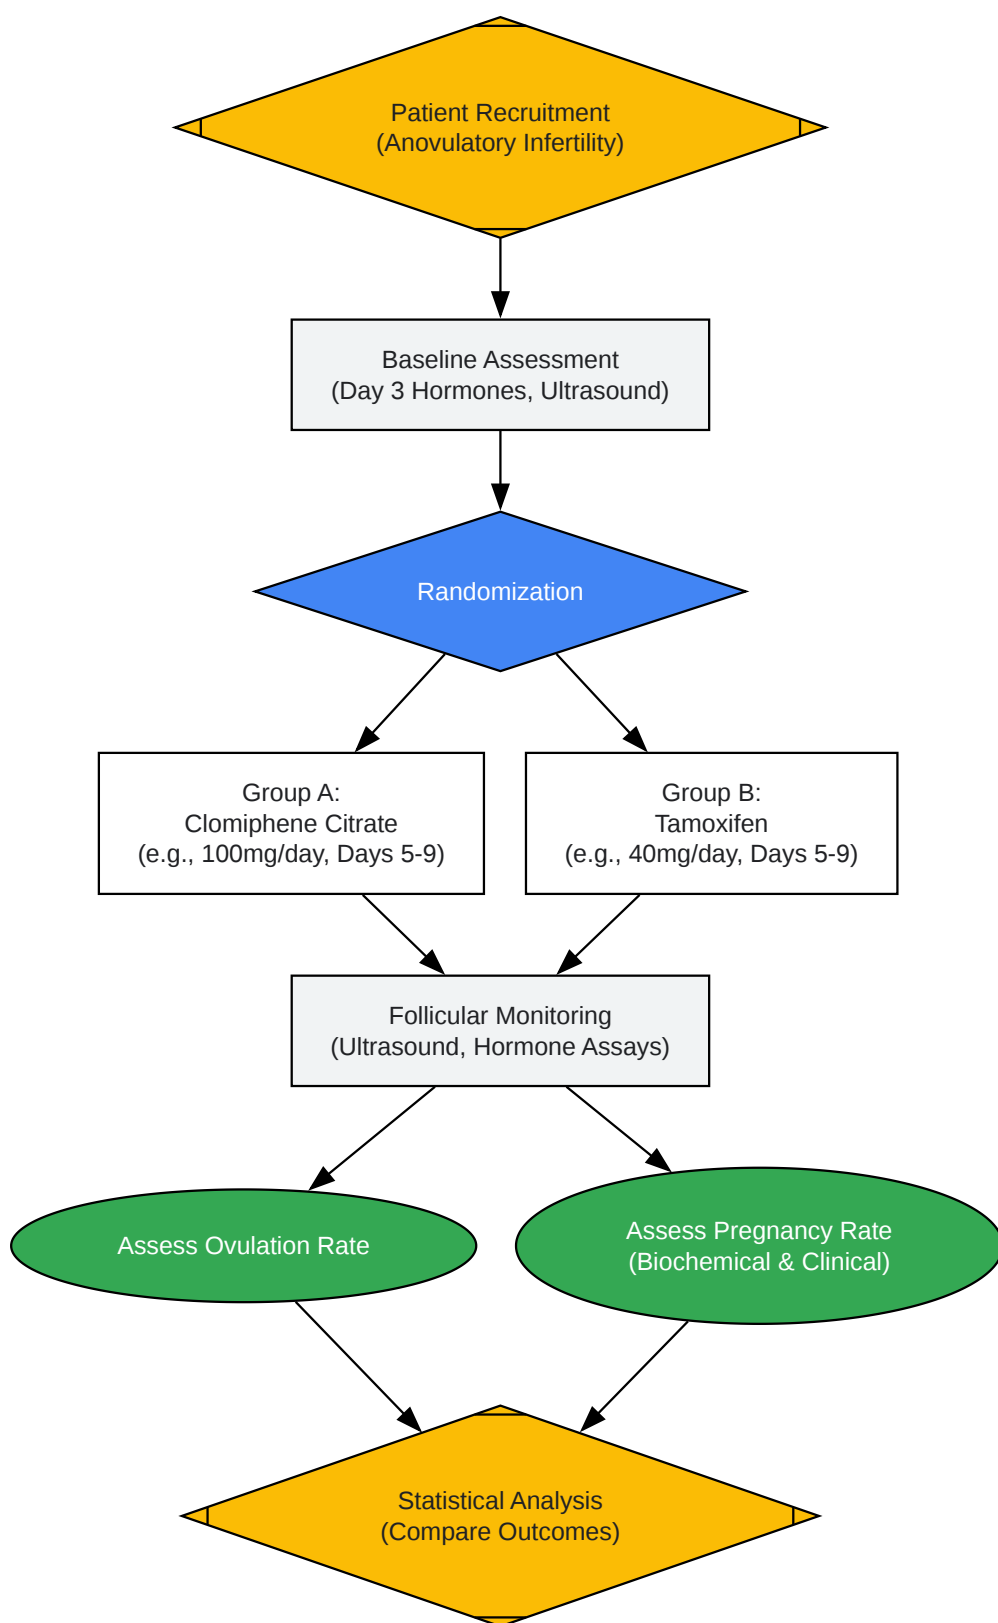 Patient Recruitment
(Anovulatory Infertility)
Baseline Assessment
(Day 3 Hormones, Ultrasound)
Randomization
Group A:
Clomiphene Citrate
(e.g., 100mg/day, Days 5-9)
Group B:
Tamoxifen
(e.g., 40mg/day, Days 5-9)
Follicular Monitoring
(Ultrasound, Hormone Assays)
Assess Ovulation Rate
Assess Pregnancy Rate
(Biochemical & Clinical)
Statistical Analysis
(Compare Outcomes)